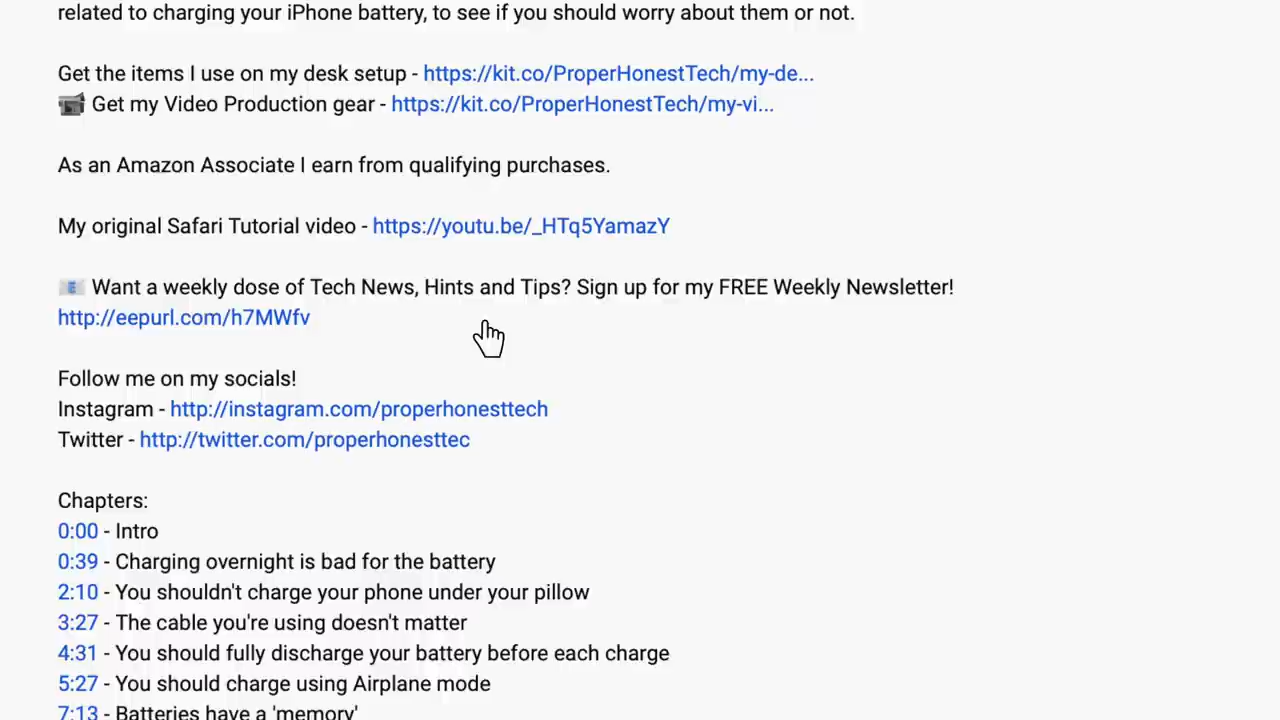 related to charging your iPhone battery, to see if you should worry about them or not.
Get the items I use on my desk setup - https://kit.co/ProperHonestTech/my-de...
Get my Video Production gear - https://kit.co/ProperHonestTech/my-vi...
As an Amazon Associate I earn from qualifying purchases.
My original Safari Tutorial video - https://youtu.be/_HTq5YamazY
Want a weekly dose of Tech News, Hints and Tips? Sign up for my FREE Weekly Newsletter!
http://eepurl.com/h7MWfv
Follow me on my socials!
Instagram - http://instagram.com/properhonesttech
Twitter - http://twitter.com/properhonesttec
Chapters:
0:00 - Intro
0:39 - Charging overnight is bad for the battery
2:10 - You shouldn't charge your phone under your pillow
3:27 - The cable you're using doesn't matter
4:31 - You should fully discharge your battery before each charge
5:27 - You should charge using Airplane mode
7:13 - Batteries have a 'memory'